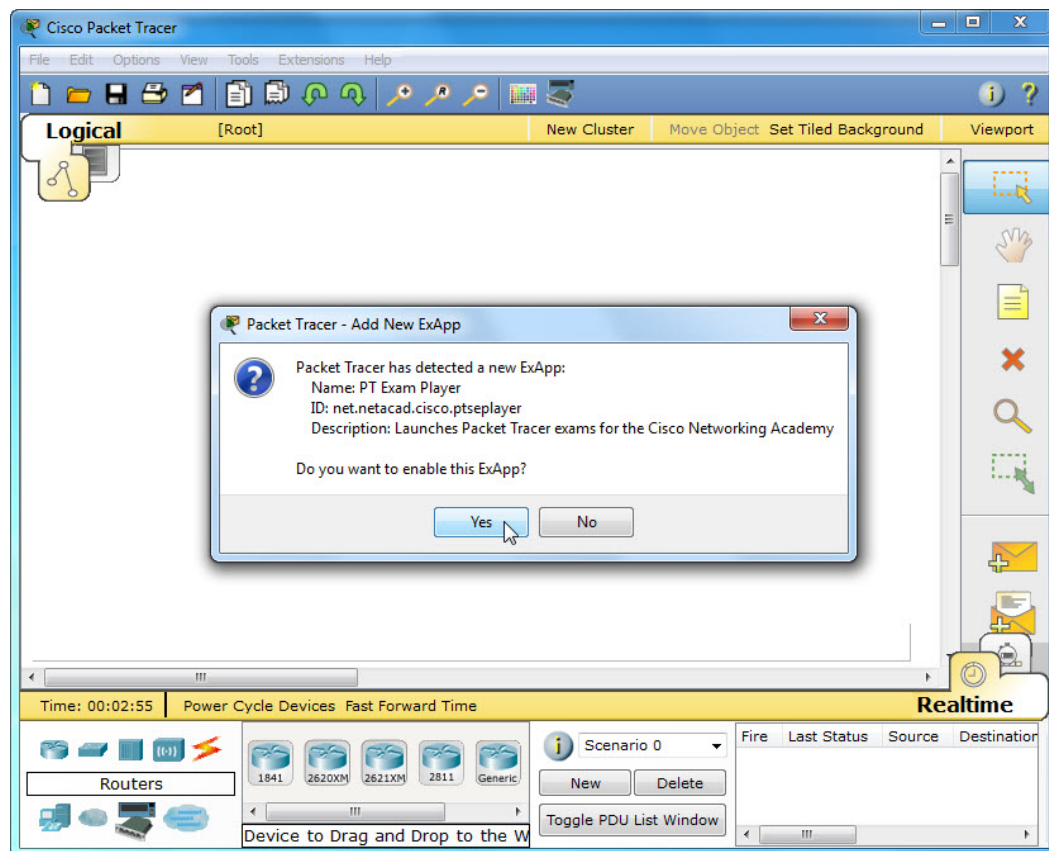 Cisco Packet Tracer
File Edit Options View Tools Extensions Help
Logical [Root] New Cluster Move Object Set Tiled Background Viewport
Packet Tracer - Add New ExApp
Packet Tracer has detected a new ExApp:
Name: PT Exam Player
ID: net.netacad.cisco.ptseplayer
Description: Launches Packet Tracer exams for the Cisco Networking Academy
Do you want to enable this ExApp?
Yes No
Time: 00:02:55 Power Cycle Devices Fast Forward Time Realtime
Routers
1841 2620XM 2621XM 2811 Generic
Device to Drag and Drop to the W
Scenario 0
New Delete
Toggle PDU List Window
Fire Last Status Source Destination